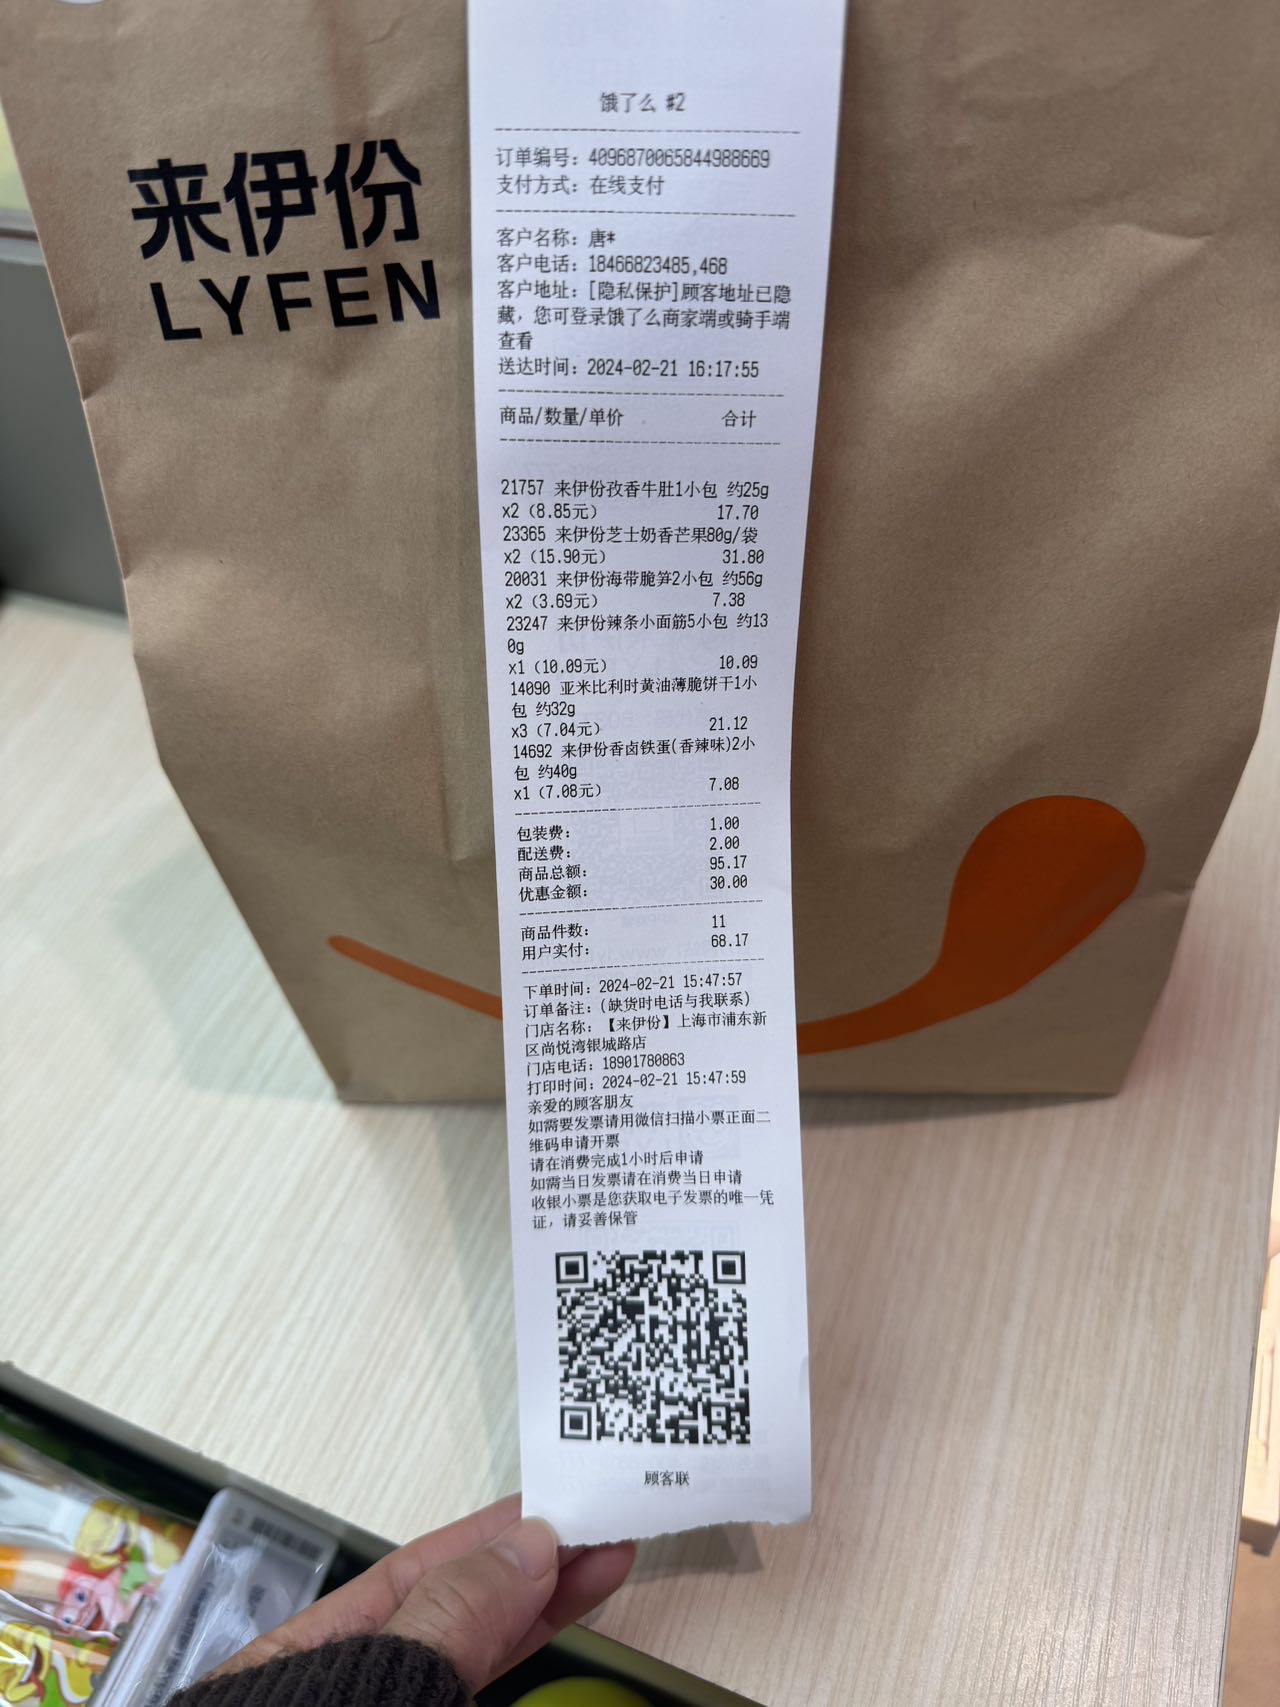 来伊份
LYFEN
饿了么 #2
订单编号：4096870065844988669
支付方式：在线支付
客户名称：唐*
客户电话：18466823485,468
客户地址：[隐私保护]顾客地址已隐
藏，您可登录饿了么商家端或骑手端
查看
送达时间：2024-02-21 16:17:55
商品/数量/单价 合计
21757 来伊份孜香牛肚1小包 约25g
x2（8.85元） 17.70
23365 来伊份芝士奶香芒果80g/袋
x2（15.90元） 31.80
20031 来伊份海带脆笋2小包 约56g
x2（3.69元） 7.38
23247 来伊份辣条小面筋5小包 约13
0g
x1（10.09元） 10.09
14090 亚米比利时黄油薄脆饼干1小
包 约32g
x3（7.04元） 21.12
14692 来伊份香卤铁蛋(香辣味)2小
包 约40g
x1（7.08元） 7.08
包装费： 1.00
配送费： 2.00
商品总额： 95.17
优惠金额： 30.00
商品件数： 11
用户实付： 68.17
下单时间：2024-02-21 15:47:57
订单备注：(缺货时电话与我联系)
门店名称：【来伊份】上海市浦东新
区尚悦湾银城路店
门店电话：18901780863
打印时间：2024-02-21 15:47:59
亲爱的顾客朋友
如需要发票请用微信扫描小票正面二
维码申请开票
请在消费完成1小时后申请
如需当日发票请在消费当日申请
收银小票是您获取电子发票的唯一凭
证，请妥善保管
顾客联